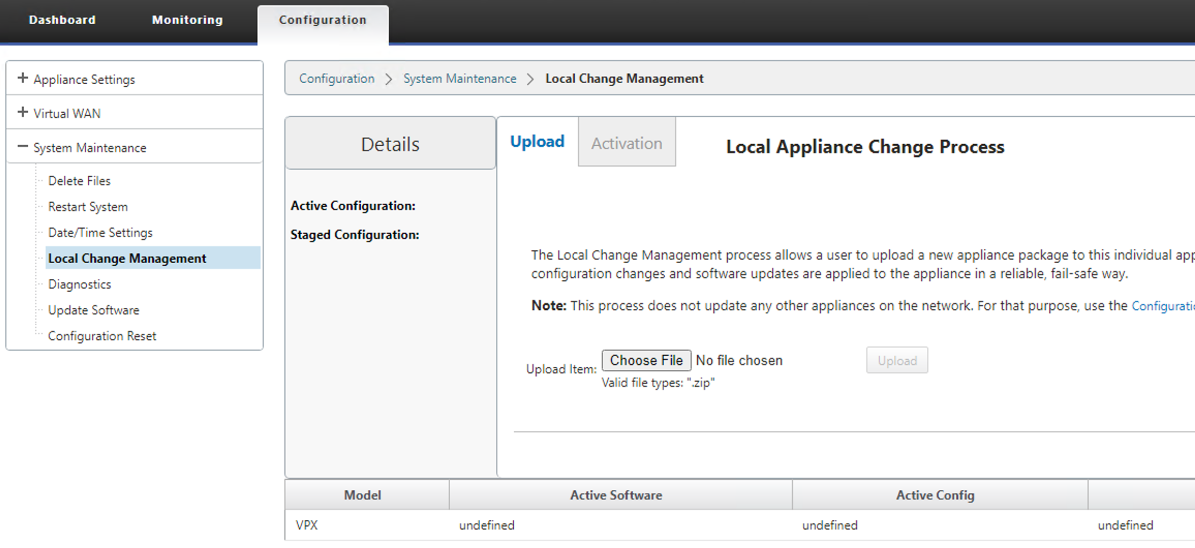 Dashboard Monitoring Configuration
+ Appliance Settings
+ Virtual WAN
− System Maintenance
Delete Files
Restart System
Date/Time Settings
Local Change Management
Diagnostics
Update Software
Configuration Reset
Configuration > System Maintenance > Local Change Management
Details
Active Configuration:
Staged Configuration:
Upload Activation
Local Appliance Change Process
The Local Change Management process allows a user to upload a new appliance package to this individual
configuration changes and software updates are applied to the appliance in a reliable, fail-safe way.
Note: This process does not update any other appliances on the network. For that purpose, use the
Upload Item: Choose File No file chosen Upload
Valid file types: ".zip"
Model Active Software Active Config
VPX undefined undefined undefined